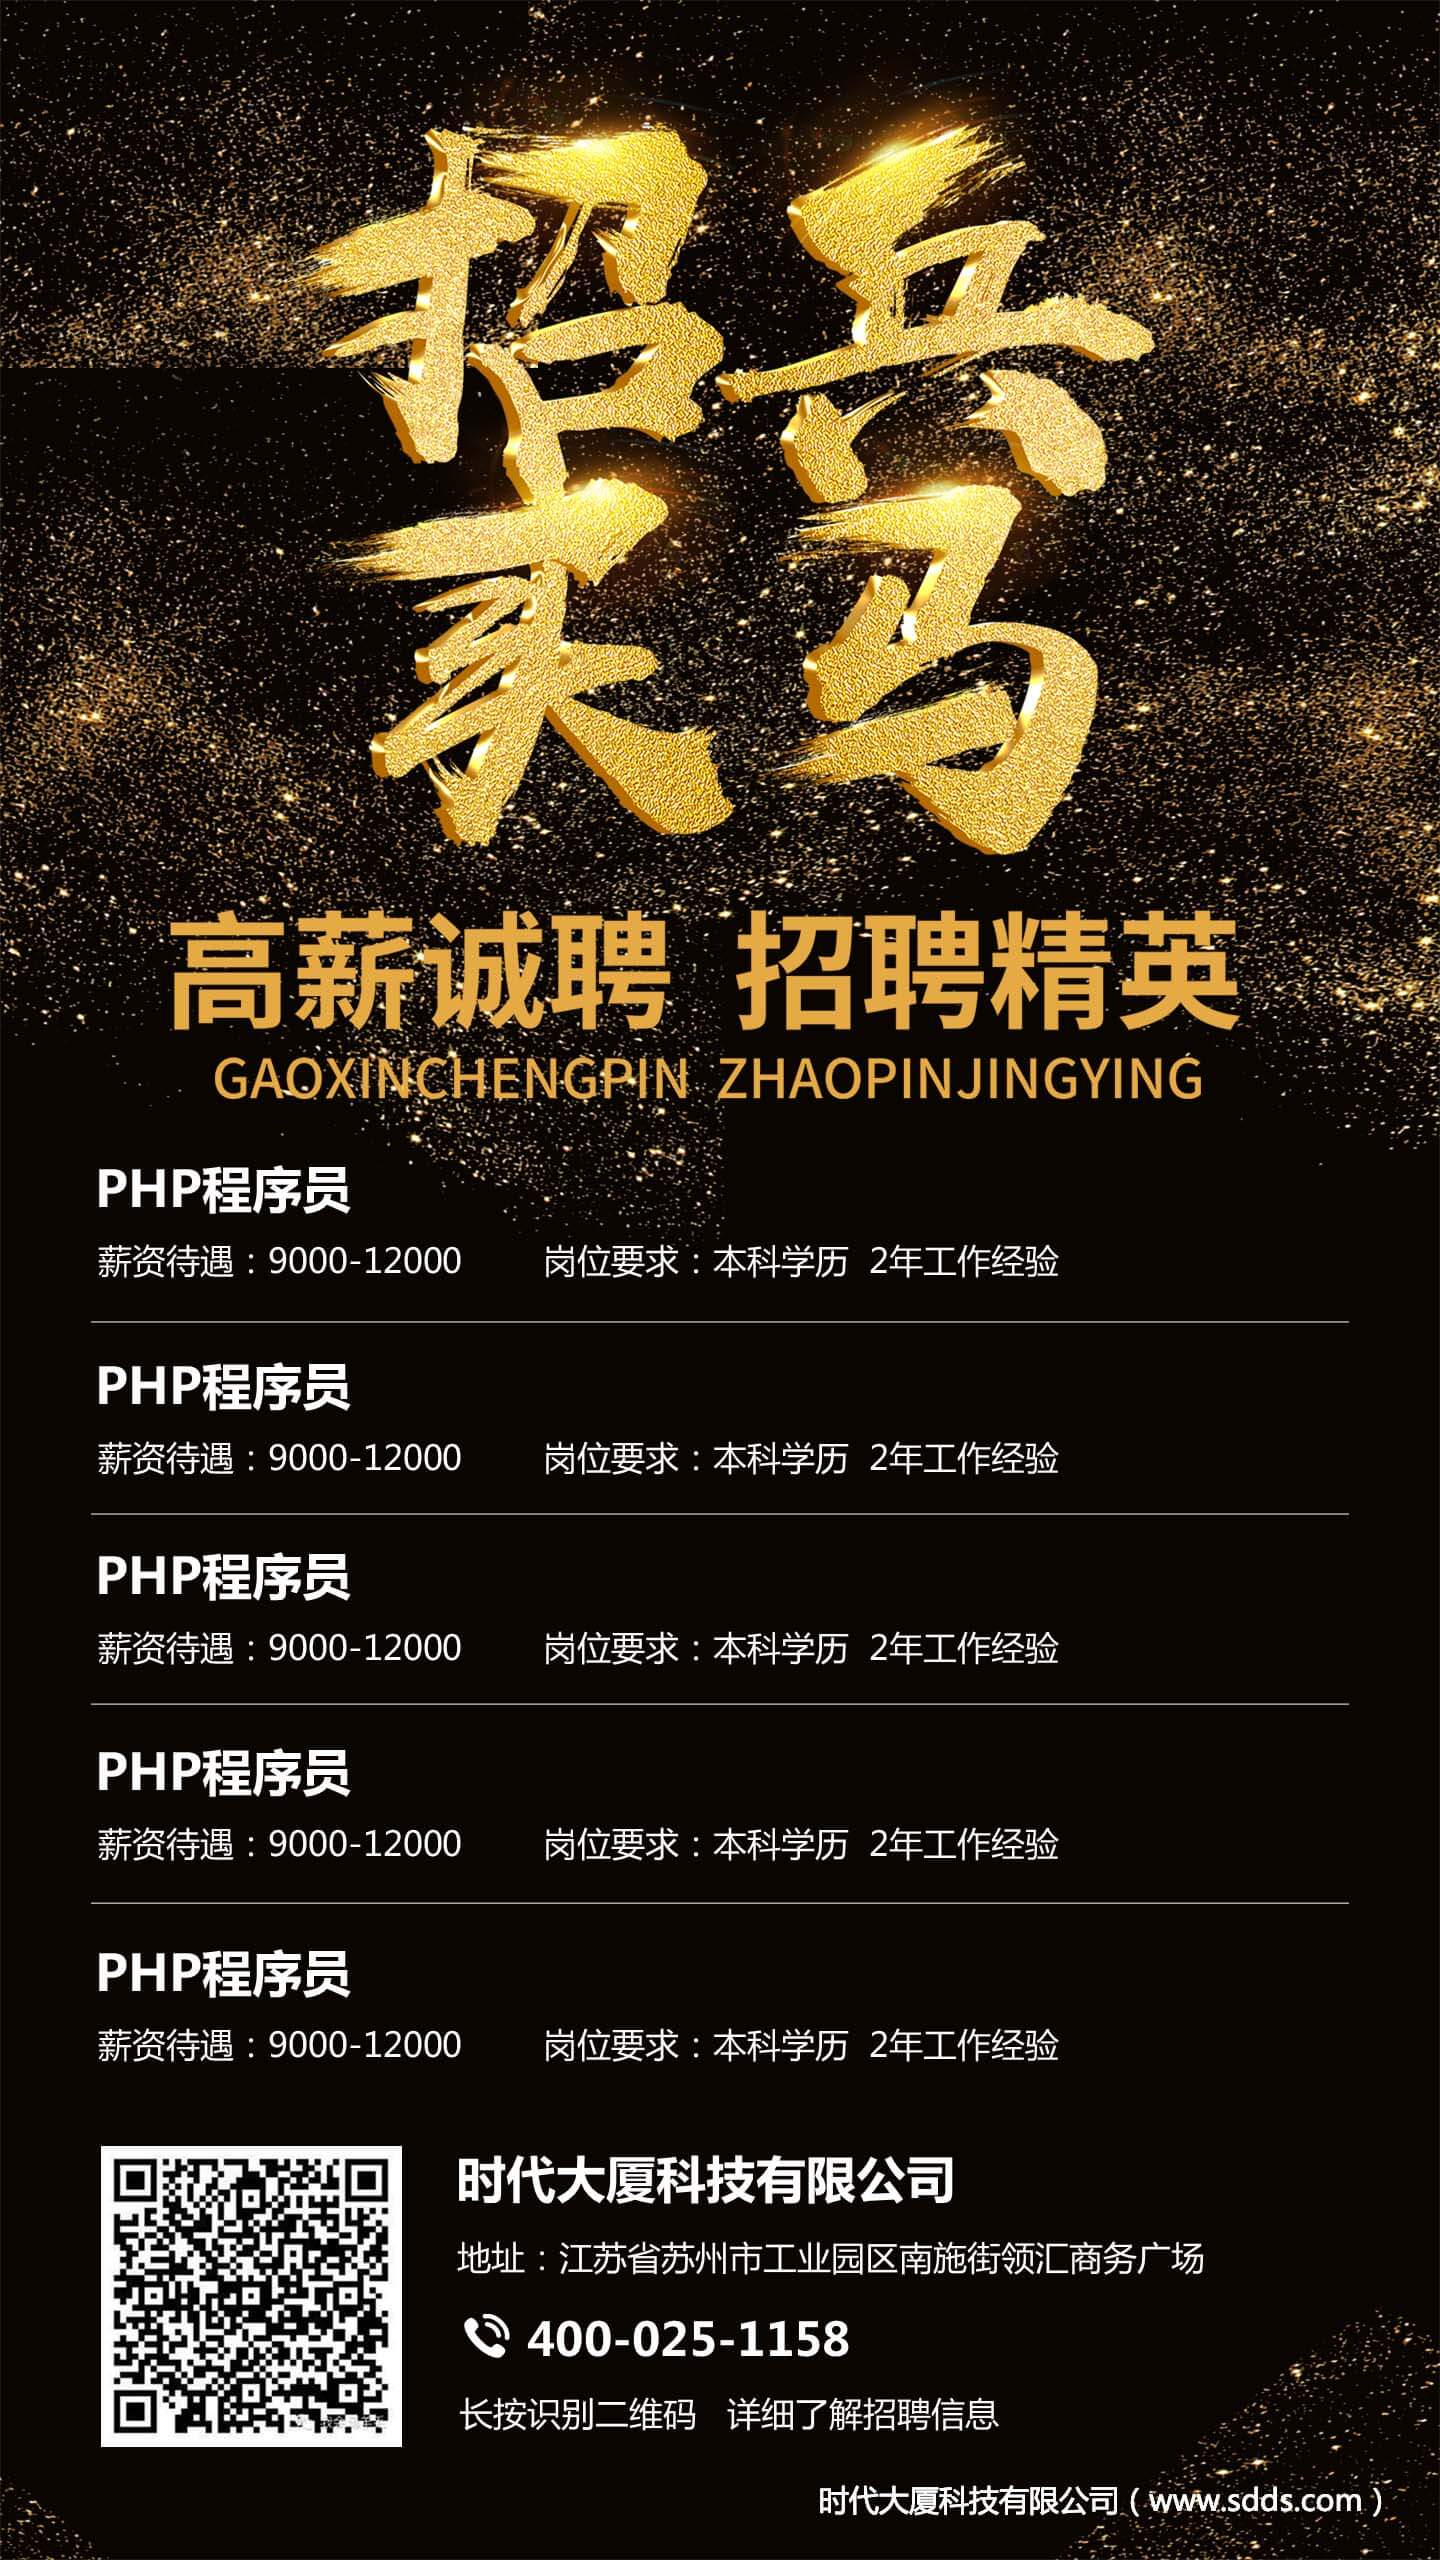 招兵
买马
高薪诚聘 招聘精英
GAOXINCHENGPIN ZHAOPINJINGYING
PHP程序员
薪资待遇：9000-12000 岗位要求：本科学历 2年工作经验
PHP程序员
薪资待遇：9000-12000 岗位要求：本科学历 2年工作经验
PHP程序员
薪资待遇：9000-12000 岗位要求：本科学历 2年工作经验
PHP程序员
薪资待遇：9000-12000 岗位要求：本科学历 2年工作经验
PHP程序员
薪资待遇：9000-12000 岗位要求：本科学历 2年工作经验
时代大厦科技有限公司
地址：江苏省苏州市工业园区南施街领汇商务广场
400-025-1158
长按识别二维码 详细了解招聘信息
时代大厦科技有限公司（www.sdds.com）